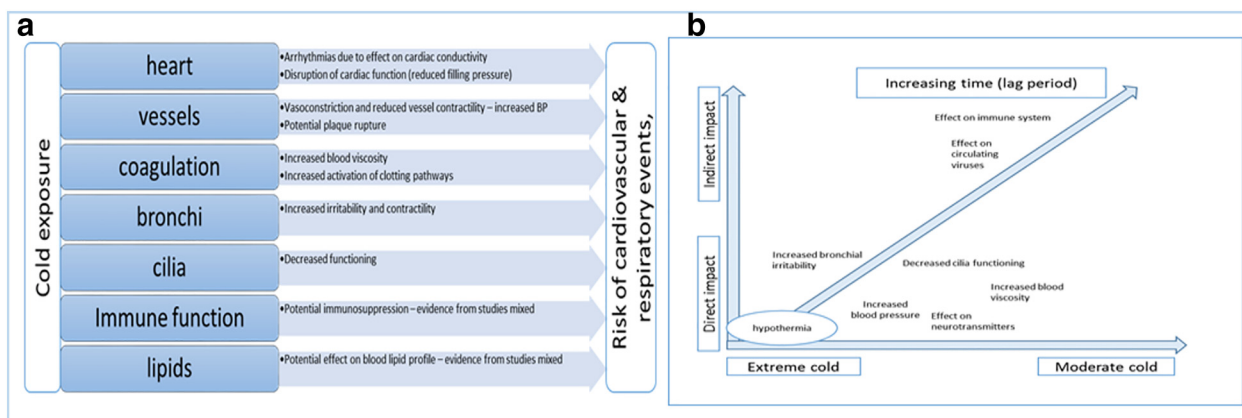 a
Cold exposure
heart
•Arrhythmias due to effect on cardiac conductivity
•Disruption of cardiac function (reduced filling pressure)
vessels
•Vasoconstriction and reduced vessel contractility – increased BP
•Potential plaque rupture
coagulation
•Increased blood viscosity
•Increased activation of clotting pathways
bronchi
•Increased irritability and contractility
cilia
•Decreased functioning
Immune function
•Potential immunosuppression – evidence from studies mixed
lipids
•Potential effect on blood lipid profile – evidence from studies mixed
Risk of cardiovascular &
respiratory events,
b
Increasing time (lag period)
Indirect impact
Direct impact
Effect on immune system
Effect on
circulating
viruses
Increased bronchial
irritability
Decreased cilia functioning
Increased blood
viscosity
Increased
blood pressure
Effect on
neurotransmitters
hypothermia
Extreme cold
Moderate cold